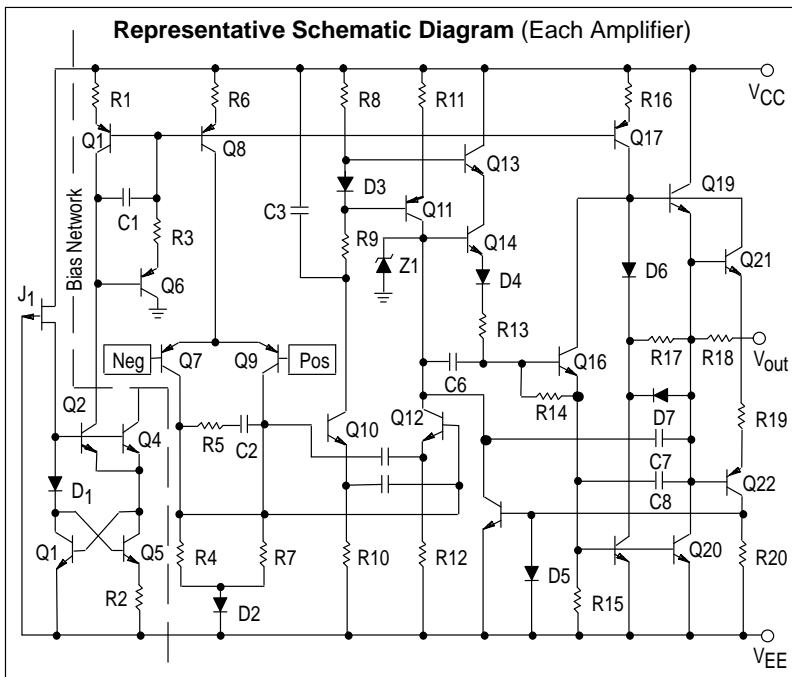 Representative Schematic Diagram (Each Amplifier)
R1
R6
R8
R11
R16
VCC
Q1
Q8
Q17
Q13
D3
Q19
C1
C3
Q11
R3
R9
Q14
Q21
Bias Network
Z1
D4
D6
Q6
J1
R13
Neg
Q7
Q9
Pos
Q16
R17
R18
Vout
C6
Q2
Q4
R14
D7
R5
C2
Q10
Q12
R19
C7
D1
C8
Q22
Q1
Q5
R4
R7
R10
R12
D5
Q20
R20
R2
D2
R15
VEE